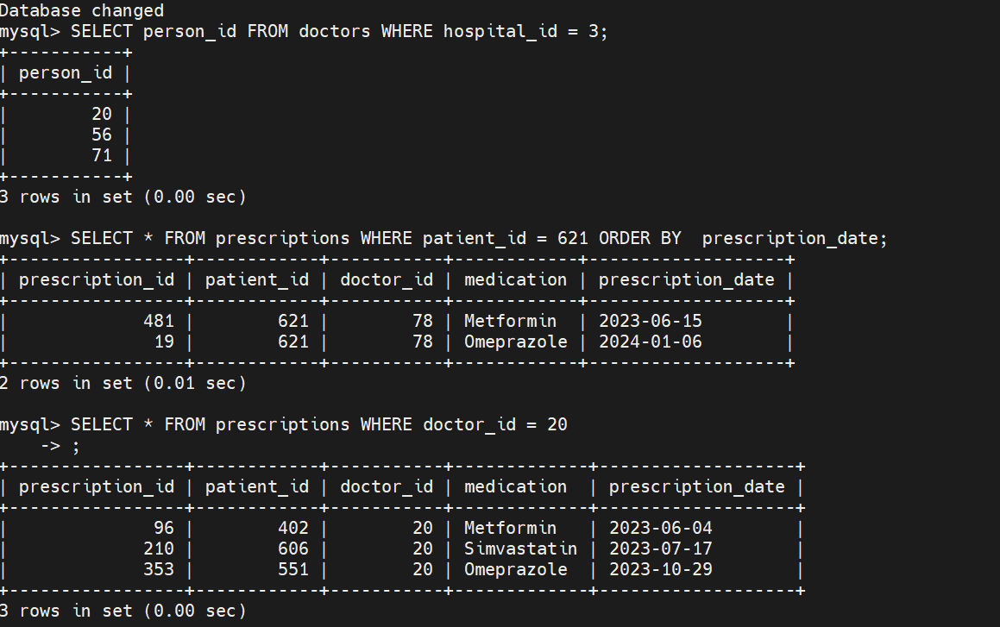 Database changed
mysql> SELECT person_id FROM doctors WHERE hospital_id = 3;
+-----------+
| person_id |
+-----------+
|        20 |
|        56 |
|        71 |
+-----------+
3 rows in set (0.00 sec)

mysql> SELECT * FROM prescriptions WHERE patient_id = 621 ORDER BY  prescription_date;
+-----------------+------------+-----------+------------+-------------------+
| prescription_id | patient_id | doctor_id | medication | prescription_date |
+-----------------+------------+-----------+------------+-------------------+
|             481 |        621 |        78 | Metformin  | 2023-06-15        |
|              19 |        621 |        78 | Omeprazole | 2024-01-06        |
+-----------------+------------+-----------+------------+-------------------+
2 rows in set (0.01 sec)

mysql> SELECT * FROM prescriptions WHERE doctor_id = 20
    -> ;
+-----------------+------------+-----------+-------------+-------------------+
| prescription_id | patient_id | doctor_id | medication  | prescription_date |
+-----------------+------------+-----------+-------------+-------------------+
|              96 |        402 |        20 | Metformin   | 2023-06-04        |
|             210 |        606 |        20 | Simvastatin | 2023-07-17        |
|             353 |        551 |        20 | Omeprazole  | 2023-10-29        |
+-----------------+------------+-----------+-------------+-------------------+
3 rows in set (0.00 sec)